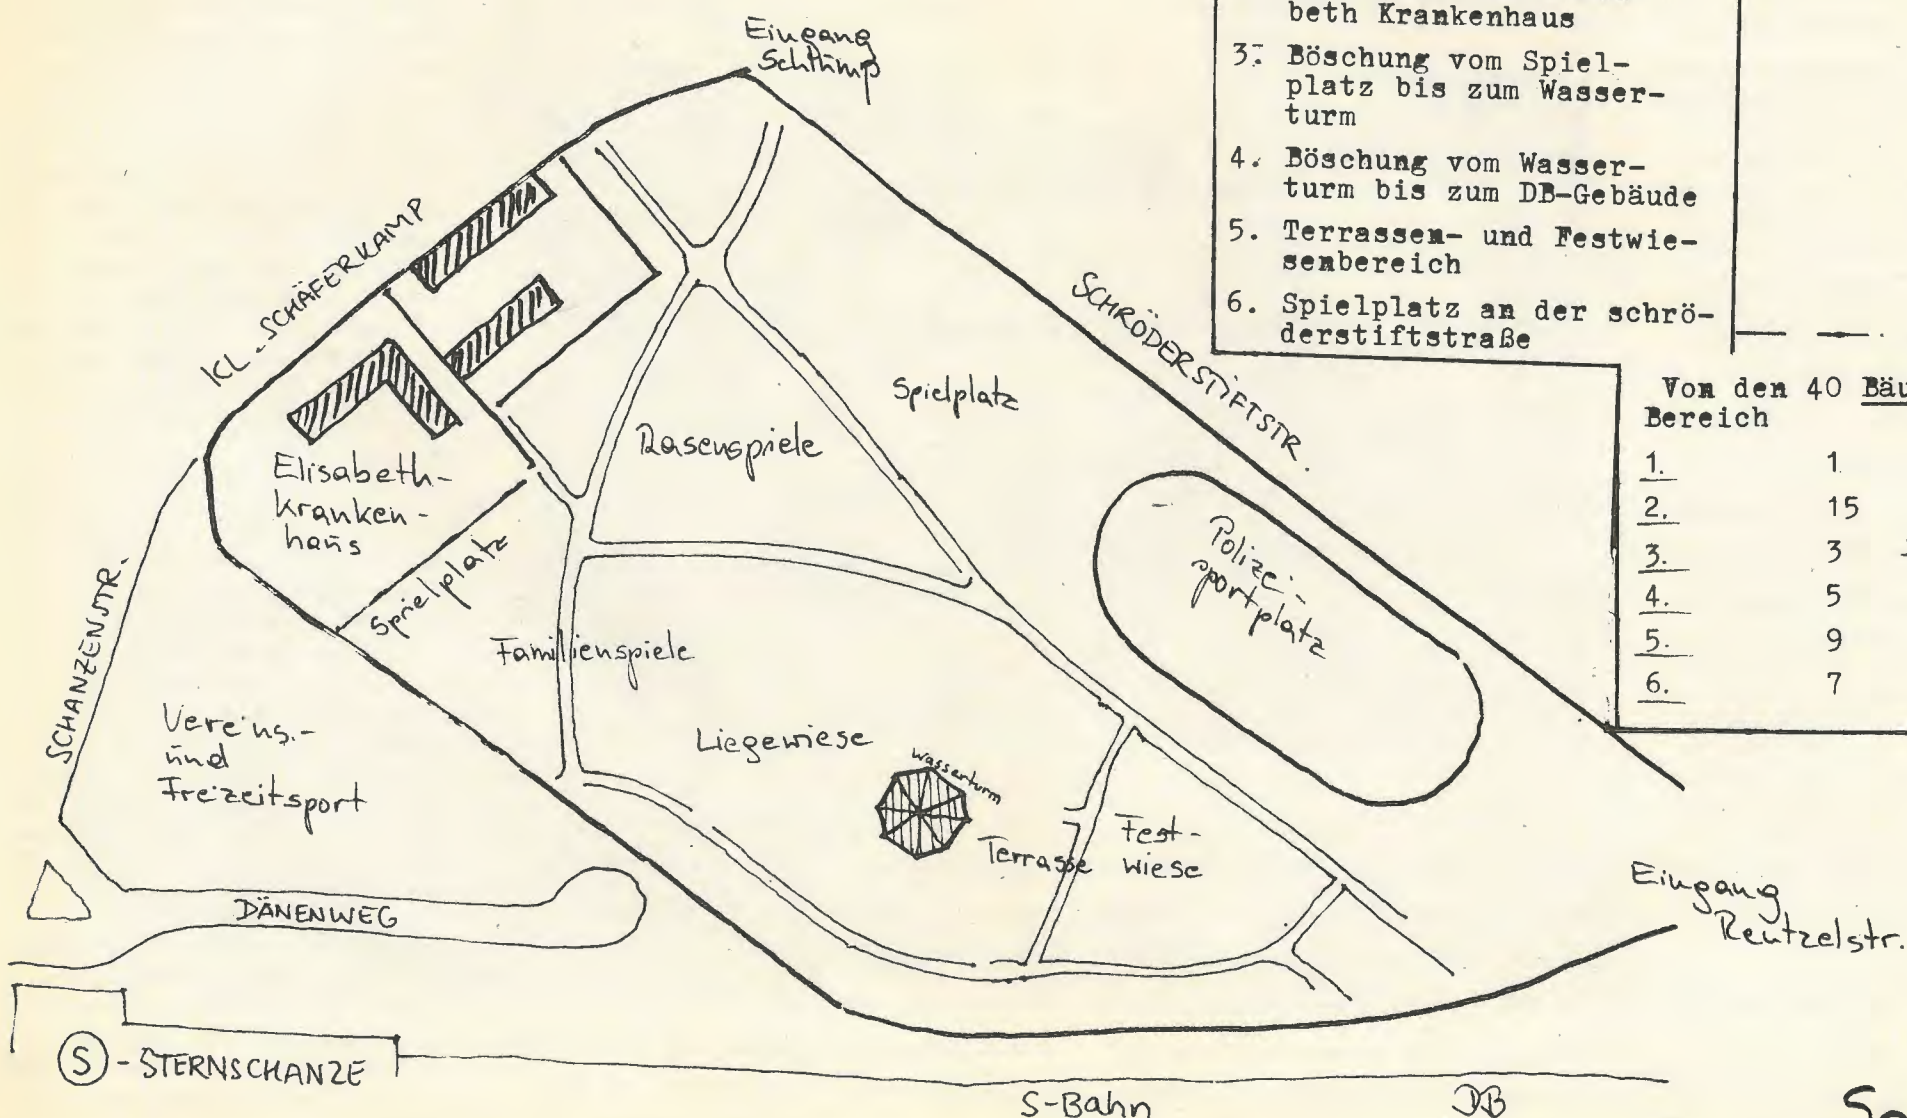 Eingang
Schlump
beth Krankenhaus
3. Böschung vom Spiel-
platz bis zum Wasser-
turm
4. Böschung vom Wasser-
turm bis zum DB-Gebäude
5. Terrassen- und Festwie-
senbereich
6. Spielplatz an der schrö-
derstiftstraße
Von den 40 Bäu
Bereich
1. 1
2. 15
3. 3
4. 5
5. 9
6. 7
KL. SCHÄFERKAMP
SCHRÖDERSTIFTSTR.
Spielplatz
Rasenspiele
Elisabeth-
kranken-
haus
Spielplatz
Polizei-
sportplatz
SCHANZENSTR.
Familienspiele
Vereins-
und
Freizeitsport
Liegewiese
Wasserturm
Terrasse
Fest-
wiese
DÄNENWEG
Eingang
Rentzelstr.
S - STERNSCHANZE
S-Bahn
DB